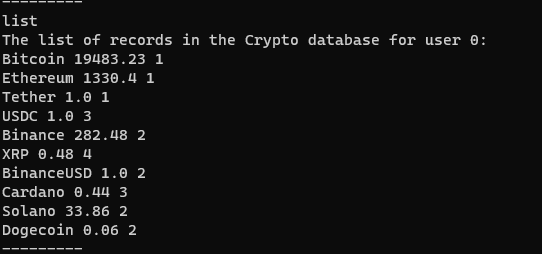 ---------
list
The list of records in the Crypto database for user 0:
Bitcoin 19483.23 1
Ethereum 1330.4 1
Tether 1.0 1
USDC 1.0 3
Binance 282.48 2
XRP 0.48 4
BinanceUSD 1.0 2
Cardano 0.44 3
Solano 33.86 2
Dogecoin 0.06 2
---------